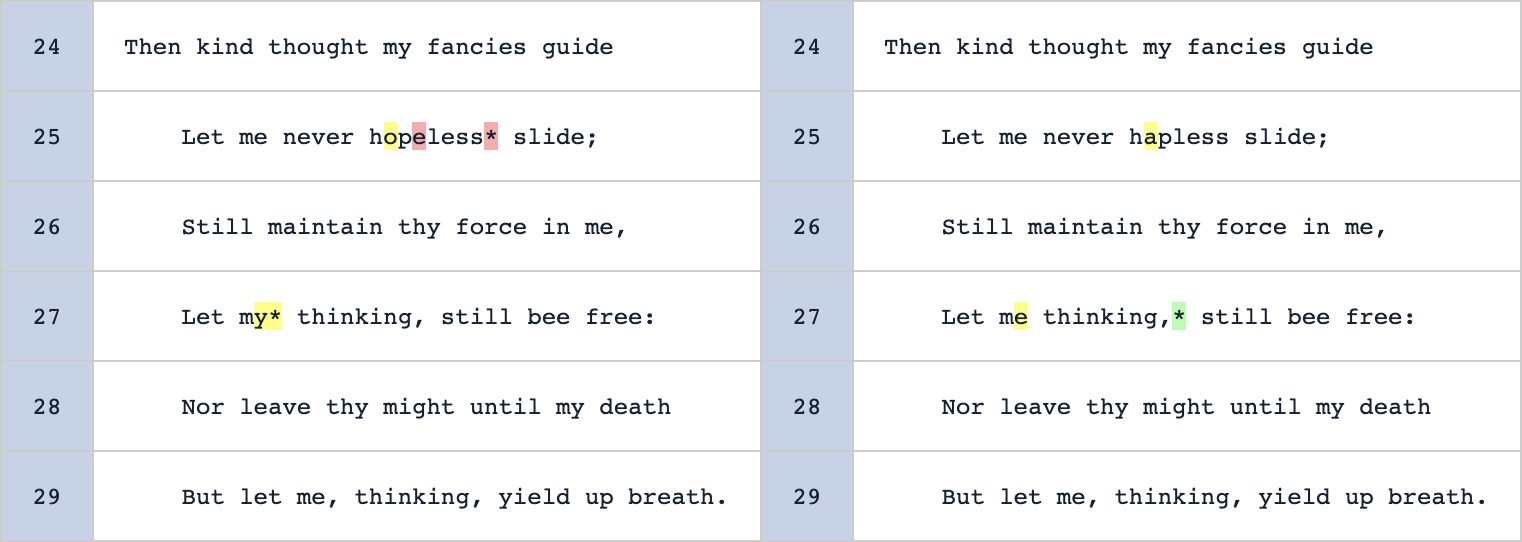 24 Then kind thought my fancies guide
25 Let me never hopeless* slide;
26 Still maintain thy force in me,
27 Let my* thinking, still bee free:
28 Nor leave thy might until my death
29 But let me, thinking, yield up breath.
24 Then kind thought my fancies guide
25 Let me never hapless slide;
26 Still maintain thy force in me,
27 Let me thinking,* still bee free:
28 Nor leave thy might until my death
29 But let me, thinking, yield up breath.